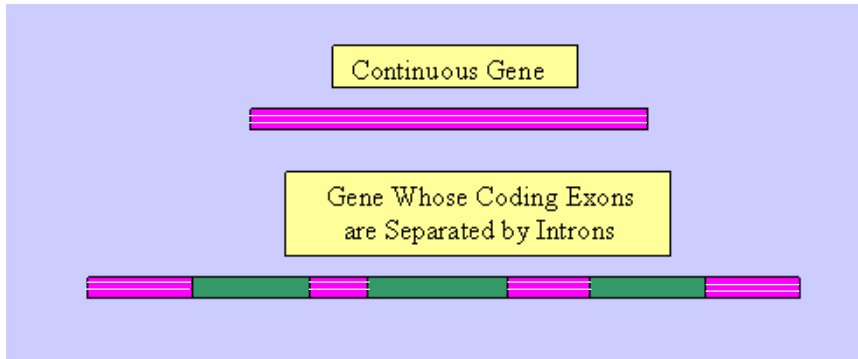 Continuous Gene
Gene Whose Coding Exons
are Separated by Introns